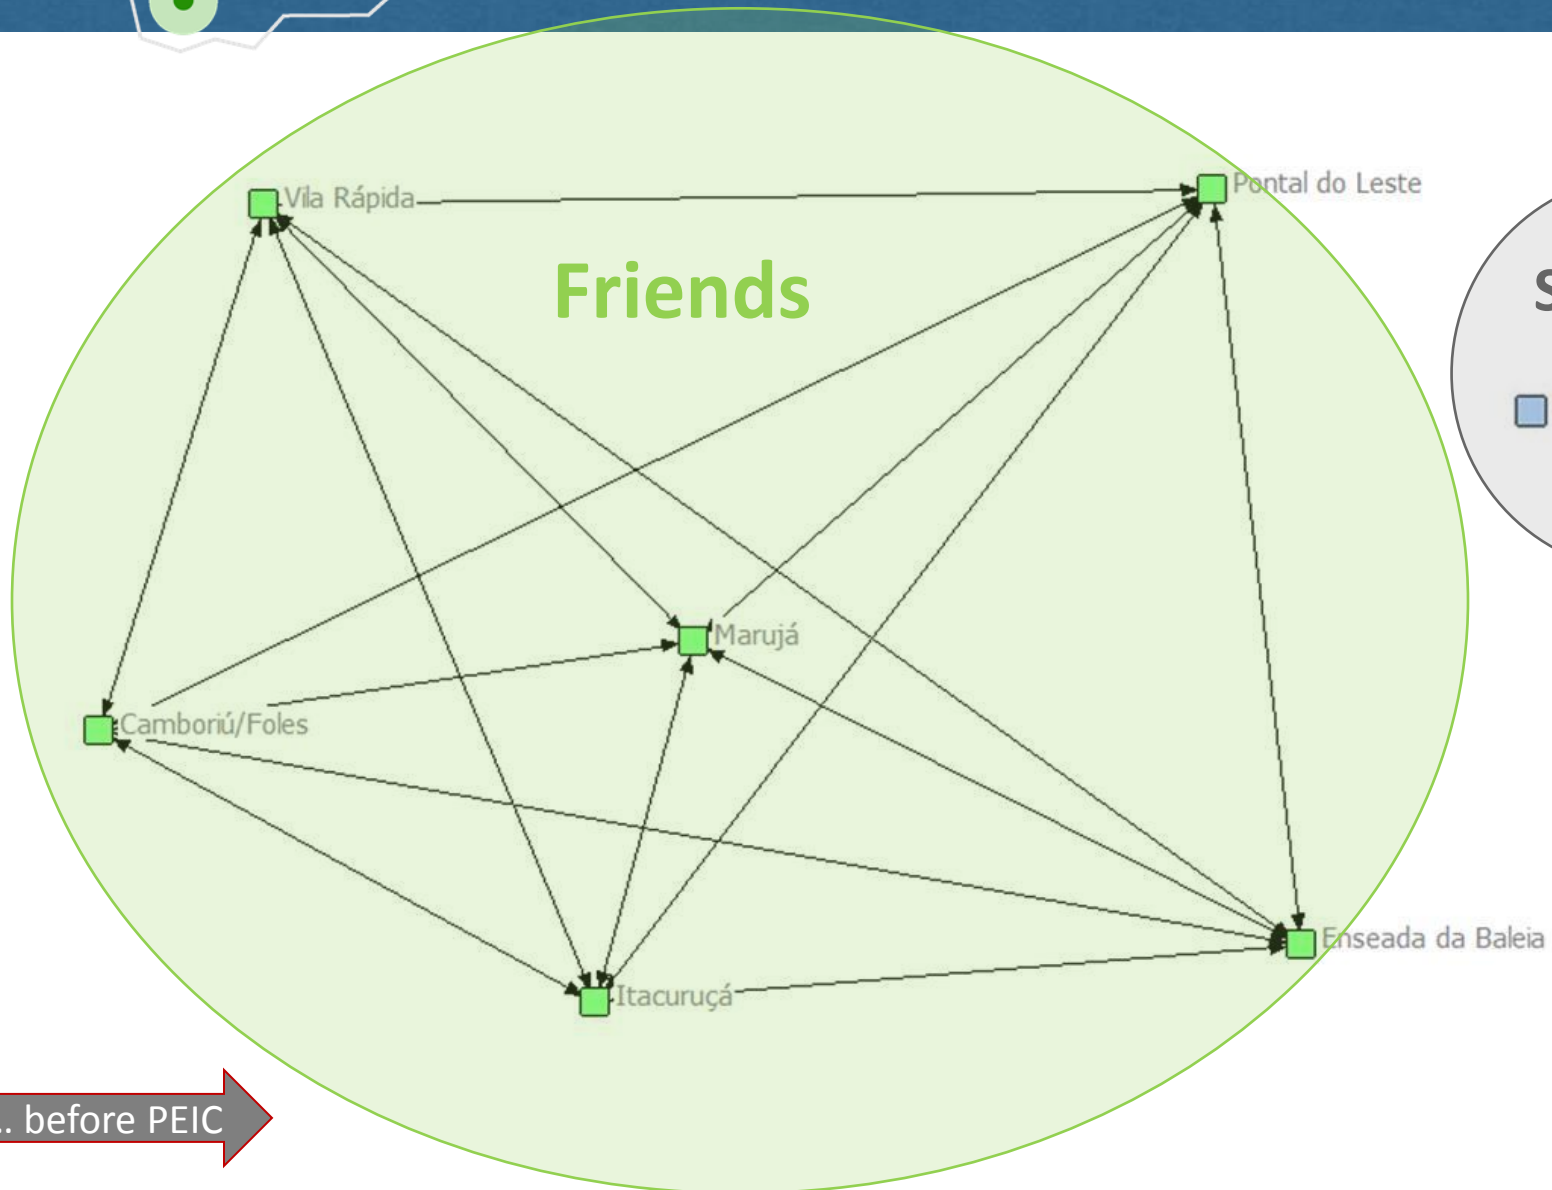 Vila Rápida
Pontal do Leste
Friends
S
Marujá
Camboriú/Foles
Enseada da Baleia
Itacuruçá
.. before PEIC